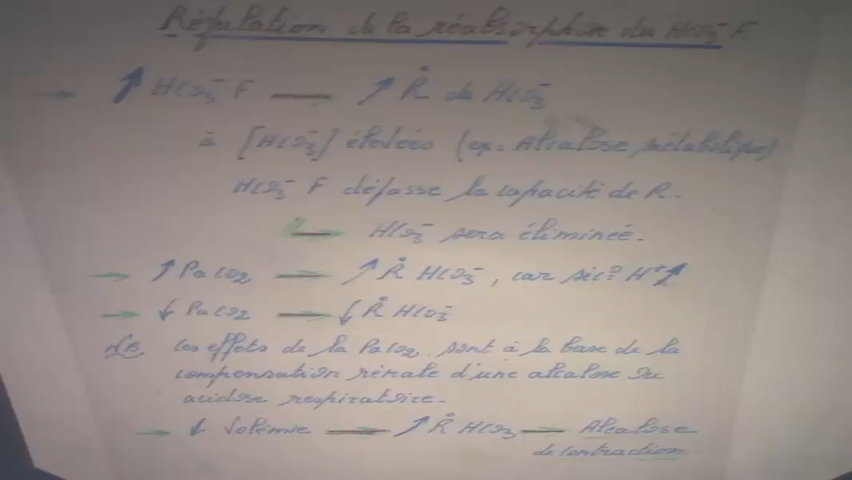 Régulation de la réabsorption du HCO3- F
→ ↑ HCO3- F — ↗ R° de HCO3-
à [HCO3-] élevées (ex: Alcalose métabolique)
HCO3- F dépasse la capacité de R.
→ HCO3- sera éliminée.
→ ↑ PaCO2 → ↗ R° HCO3-, car séc° H+ ↑
→ ↓ PaCO2 → ↓ R° HCO3-
NB. Les effets de la PaCO2 sont à la base de la
compensation rénale d'une alcalose ou
acidose respiratoire.
→ ↓ Volémie → ↗ R° HCO3- → Alcalose
de contraction